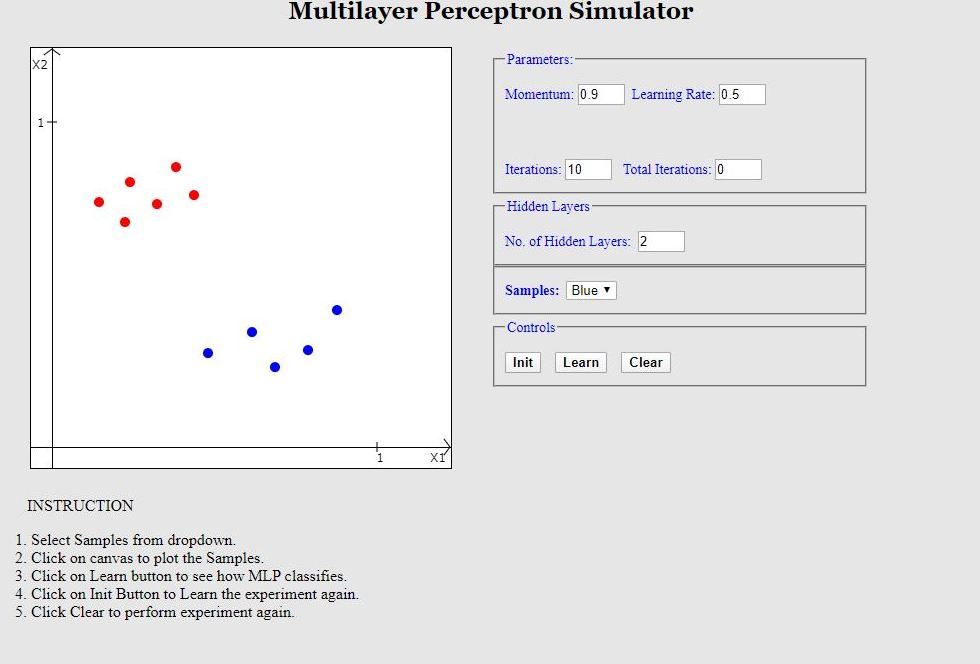 Multilayer Perceptron Simulator
X2
1
1
X1
Parameters:
Momentum: 0.9 Learning Rate: 0.5
Iterations: 10 Total Iterations: 0
Hidden Layers
No. of Hidden Layers: 2
Samples: Blue
Controls
Init Learn Clear
INSTRUCTION
1. Select Samples from dropdown.
2. Click on canvas to plot the Samples.
3. Click on Learn button to see how MLP classifies.
4. Click on Init Button to Learn the experiment again.
5. Click Clear to perform experiment again.